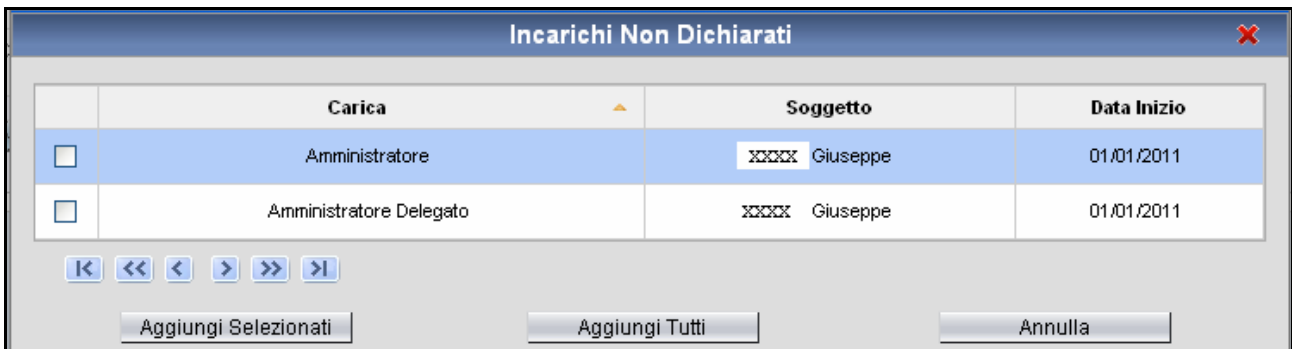 Incarichi Non Dichiarati
Carica Soggetto Data Inizio
Amministratore XXXX Giuseppe 01/01/2011
Amministratore Delegato XXXX Giuseppe 01/01/2011
Aggiungi Selezionati Aggiungi Tutti Annulla